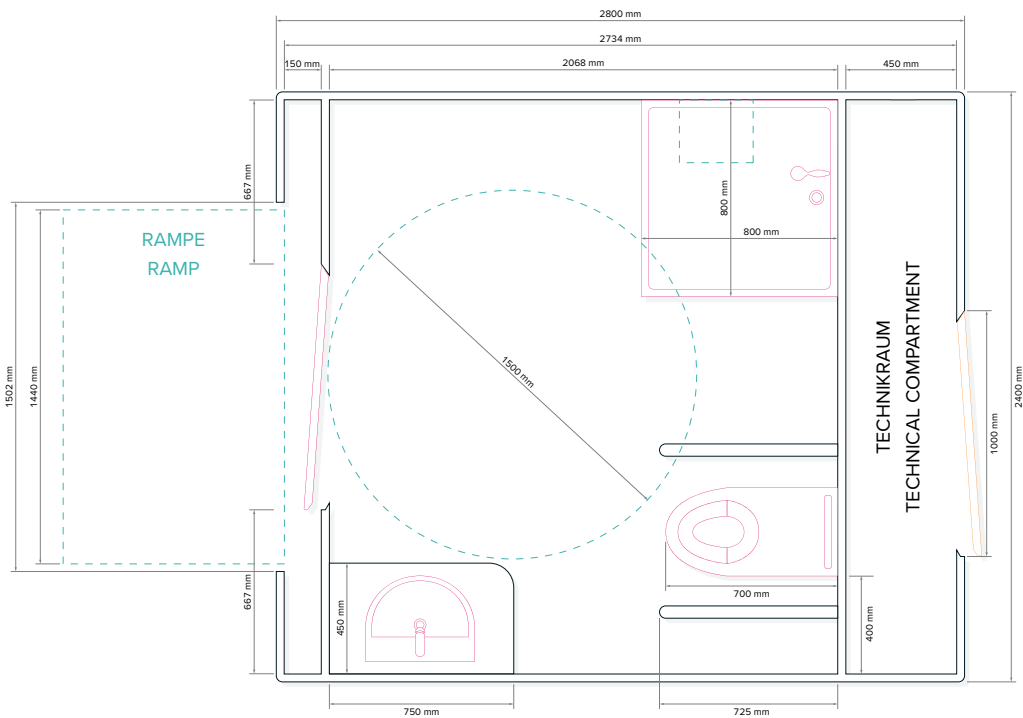 2800 mm
2734 mm
150 mm
2068 mm
450 mm
667 mm
RAMPE
RAMP
800 mm
800 mm
1500 mm
TECHNIKRAUM
TECHNICAL COMPARTMENT
1502 mm
1440 mm
2400 mm
1000 mm
667 mm
450 mm
700 mm
400 mm
750 mm
725 mm